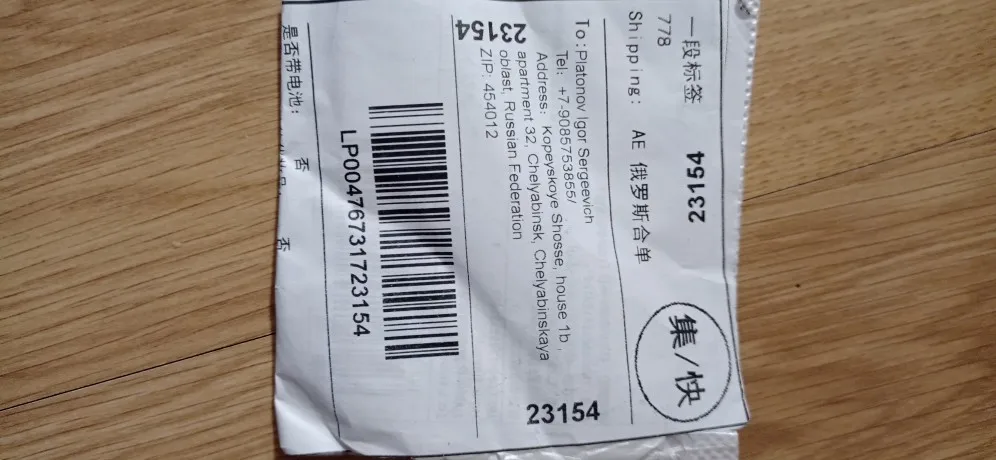 一段标签 23154
778
Shipping: AE 俄罗斯合单
集/快
To:Platonov Igor Sergeevich
Tel: +7-9085753855/
Address: Kopeyskoye Shosse, house 1b ,
apartment 32, Chelyabinsk, Chelyabinskaya
oblast, Russian Federation
ZIP: 454012
23154
23154
LP00476731723154
是否带电池: 否
否